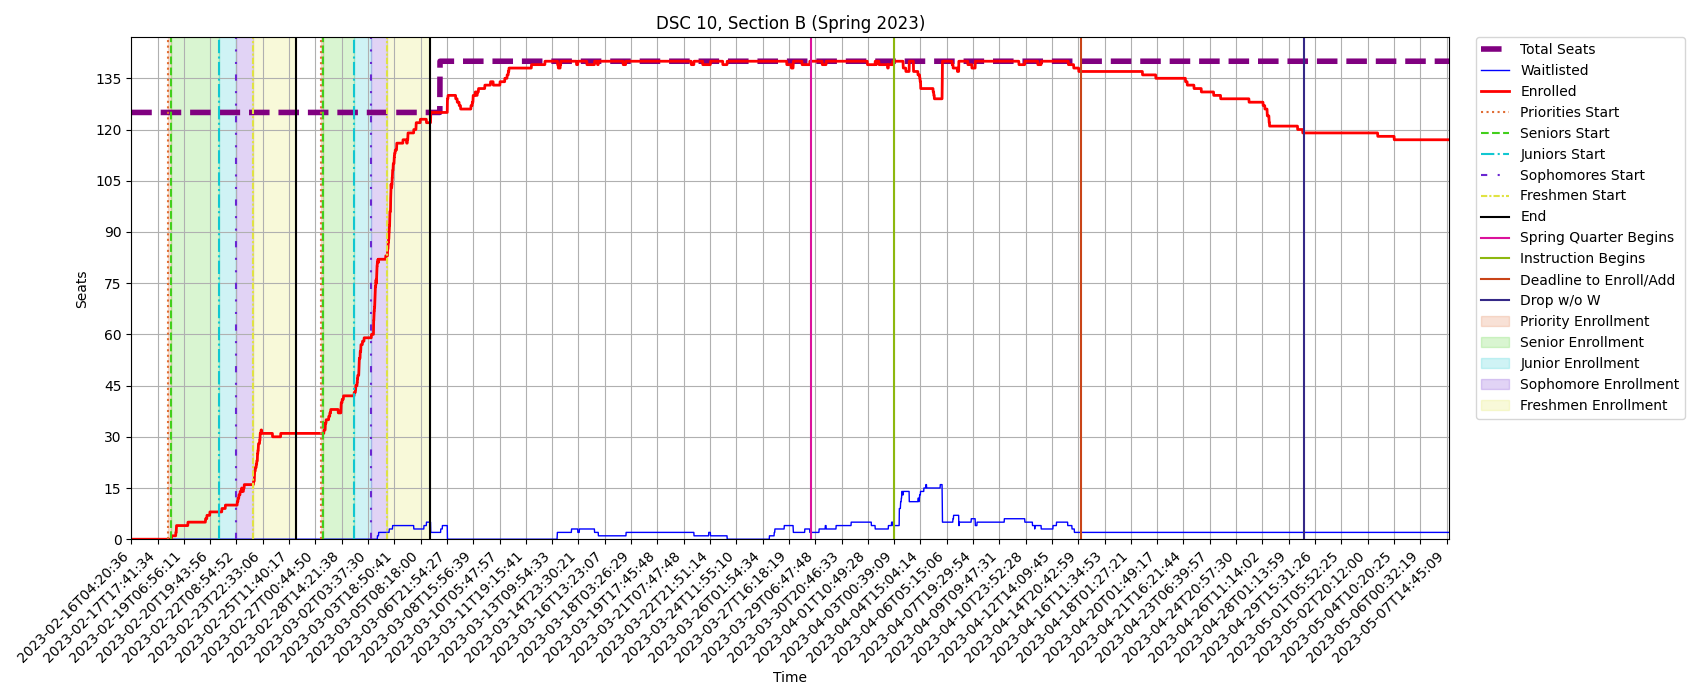 DSC 10, Section B (Spring 2023)
Seats
135
120
105
90
75
60
45
30
15
0
2023-02-16T04:20:36
2023-02-17T17:41:34
2023-02-19T06:56:11
2023-02-20T19:43:56
2023-02-22T08:54:52
2023-02-23T22:33:06
2023-02-25T11:40:17
2023-02-27T00:44:50
2023-02-28T14:21:38
2023-03-02T03:37:30
2023-03-03T18:50:41
2023-03-05T08:18:00
2023-03-06T21:54:27
2023-03-08T15:56:39
2023-03-10T05:47:57
2023-03-11T19:15:41
2023-03-13T09:54:33
2023-03-14T23:30:21
2023-03-16T13:23:07
2023-03-18T03:26:29
2023-03-19T17:45:48
2023-03-21T07:47:48
2023-03-22T21:51:14
2023-03-24T11:55:10
2023-03-26T01:54:34
2023-03-27T16:18:19
2023-03-29T06:47:48
2023-03-30T20:46:33
2023-04-01T10:49:28
2023-04-03T00:39:09
2023-04-04T15:04:14
2023-04-06T05:15:06
2023-04-07T19:29:54
2023-04-09T09:47:31
2023-04-10T23:52:28
2023-04-12T14:09:45
2023-04-14T04:20:42:59
2023-04-16T11:34:53
2023-04-18T01:27:21
2023-04-20T01:49:17
2023-04-21T16:21:44
2023-04-23T06:39:57
2023-04-24T20:57:30
2023-04-26T11:14:02
2023-04-28T01:13:59
2023-04-29T15:31:26
2023-05-01T05:52:25
2023-05-02T20:12:00
2023-05-04T10:20:25
2023-05-06T00:32:19
2023-05-07T14:45:09
Time
Total Seats
Waitlisted
Enrolled
Priorities Start
Seniors Start
Juniors Start
Sophomores Start
Freshmen Start
End
Spring Quarter Begins
Instruction Begins
Deadline to Enroll/Add
Drop w/o W
Priority Enrollment
Senior Enrollment
Junior Enrollment
Sophomore Enrollment
Freshmen Enrollment